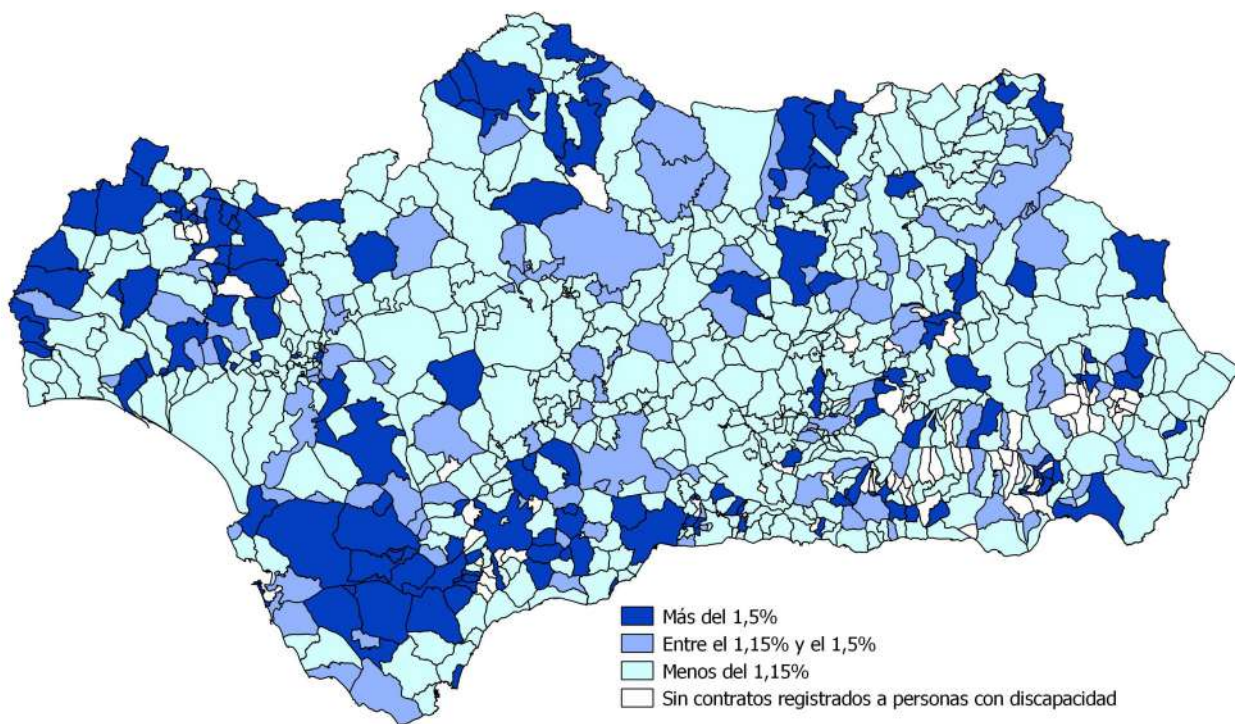 Más del 1,5%
Entre el 1,15% y el 1,5%
Menos del 1,15%
Sin contratos registrados a personas con discapacidad